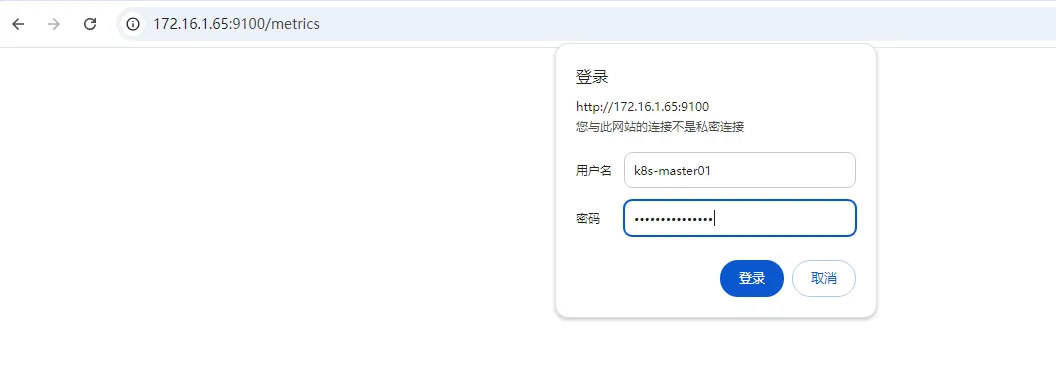 172.16.1.65:9100/metrics
登录
http://172.16.1.65:9100
您与此网站的连接不是私密连接
用户名 k8s-master01
密码 •••••••••••••••
登录 取消